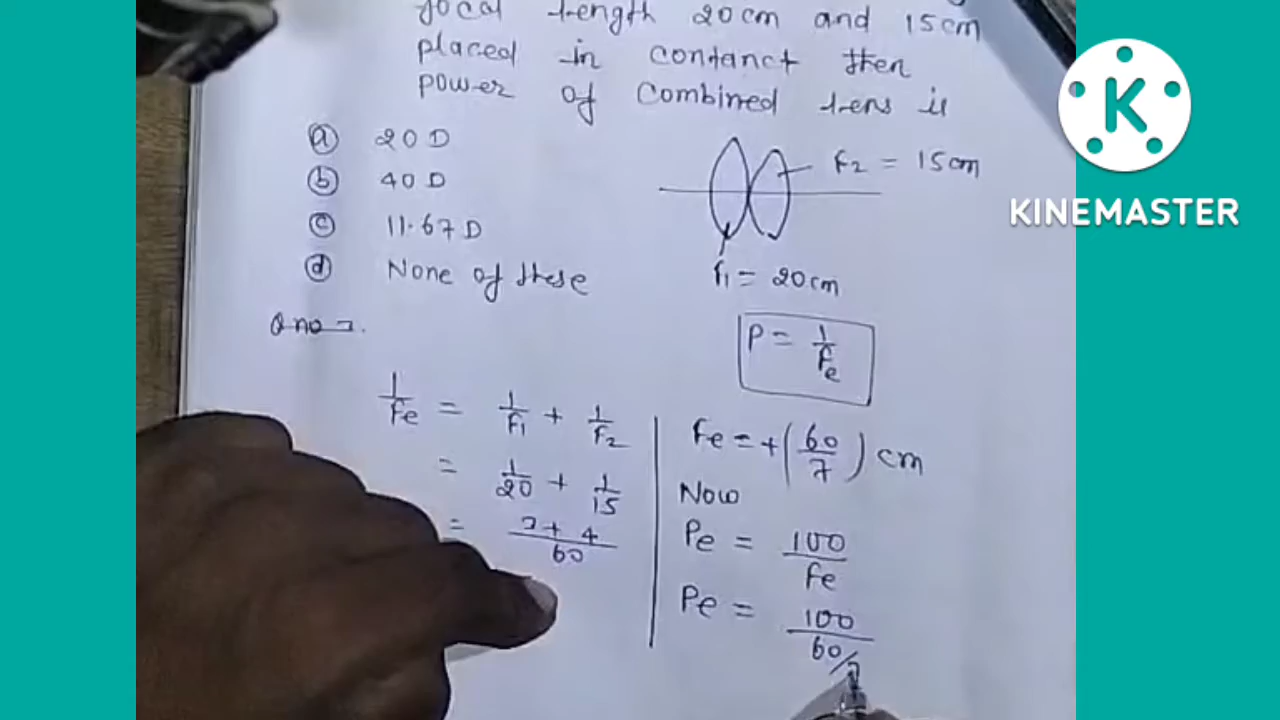 focal length 20cm and 15cm
placed in contanct then
power of combined lens is
(a) 20 D
(b) 40 D
(c) 11.67 D
(d) None of these
F2 = 15cm
F1 = 20cm
P = 1/Fe
1/Fe = 1/F1 + 1/F2
= 1/20 + 1/15
= 3+4/60
Fe = +(60/7) cm
Now
Pe = 100/Fe
Pe = 100/60/7
K
KINEMASTER